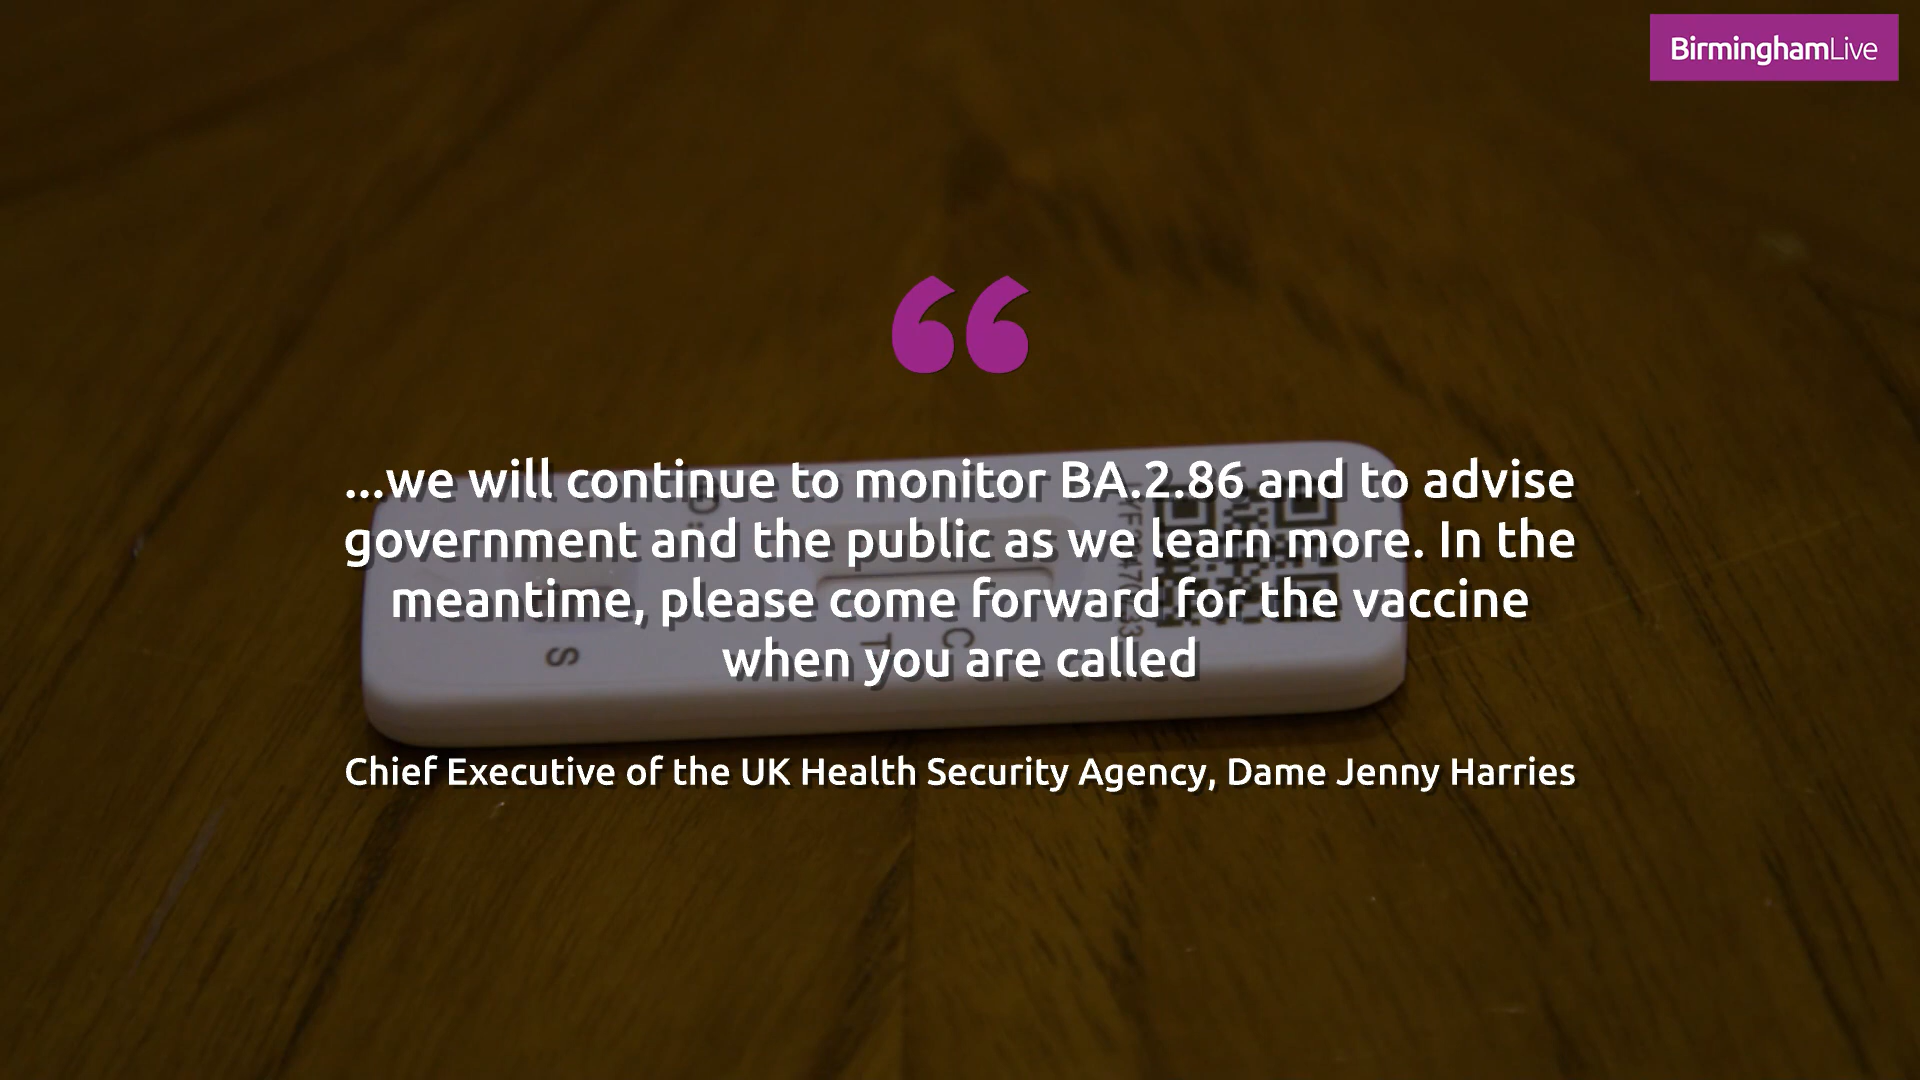 BirminghamLive
“
...we will continue to monitor BA.2.86 and to advise
government and the public as we learn more. In the
meantime, please come forward for the vaccine
when you are called
C
T
S
Chief Executive of the UK Health Security Agency, Dame Jenny Harries